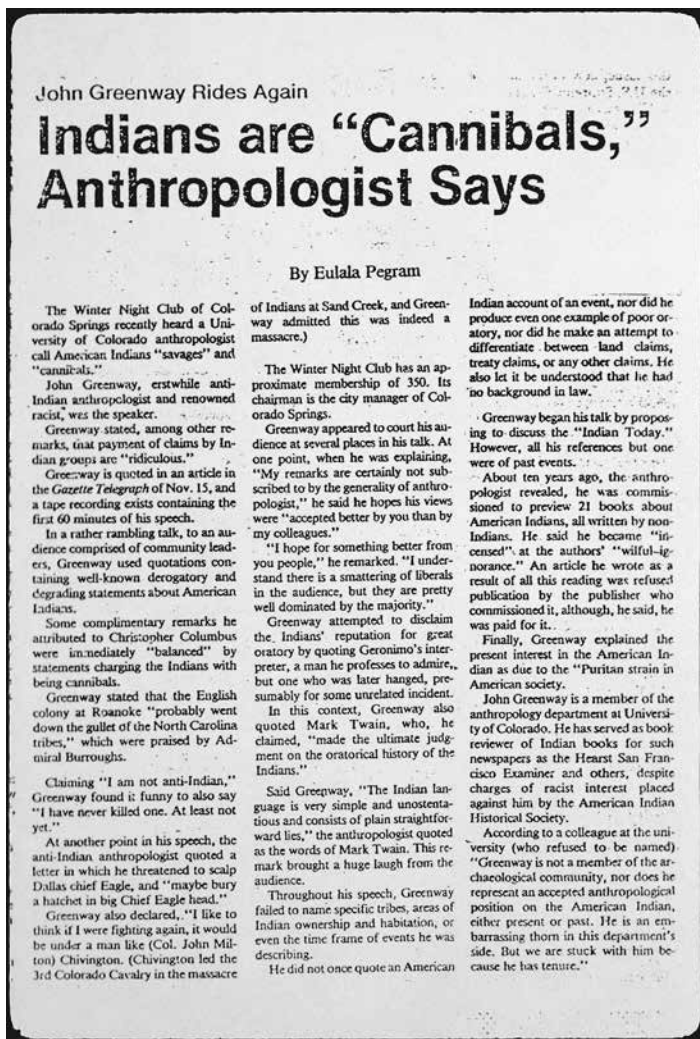 John Greenway Rides Again
Indians are "Cannibals,"
Anthropologist Says
By Eulala Pegram
The Winter Night Club of Col-
orado Springs recently heard a Uni-
versity of Colorado anthropologist
call American Indians "savages" and
"cannibals."
John Greenway, erstwhile anti-
Indian anthropologist and renowned
racist, was the speaker.
Greenway stated, among other re-
marks, that payment of claims by In-
dian groups are "ridiculous."
Greenway is quoted in an article in
the Gazette Telegraph of Nov. 15, and
a tape recording exists containing the
first 60 minutes of his speech.
In a rather rambling talk, to an au-
dience comprised of community lead-
ers, Greenway used quotations con-
taining well-known derogatory and
degrading statements about American
Indians.
Some complimentary remarks he
attributed to Christopher Columbus
were immediately "balanced" by
statements charging the Indians with
being cannibals.
Greenway stated that the English
colony at Roanoke "probably went
down the gullet of the North Carolina
tribes," which were praised by Ad-
miral Burroughs.
Claiming "I am not anti-Indian,"
Greenway found it funny to also say
"I have never killed one. At least not
yet."
At another point in his speech, the
anti-Indian anthropologist quoted a
letter in which he threatened to scalp
Dallas chief Eagle, and "maybe bury
a hatchet in big Chief Eagle head."
Greenway also declared, "I like to
think if I were fighting again, it would
be under a man like (Col. John Mil-
ton) Chivington. (Chivington led the
3rd Colorado Cavalry in the massacre
of Indians at Sand Creek, and Green-
way admitted this was indeed a
massacre.)
The Winter Night Club has an ap-
proximate membership of 350. Its
chairman is the city manager of Col-
orado Springs.
Greenway appeared to court his au-
dience at several places in his talk. At
one point, when he was explaining,
"My remarks are certainly not sub-
scribed to by the generality of anthro-
pologist," he said he hopes his views
were "accepted better by you than by
my colleagues."
"I hope for something better from
you people," he remarked. "I under-
stand there is a smattering of liberals
in the audience, but they are pretty
well dominated by the majority."
Greenway attempted to disclaim
the Indians' reputation for great
oratory by quoting Geronimo's inter-
preter, a man he professes to admire,
but one who was later hanged, pre-
sumably for some unrelated incident.
In this context, Greenway also
quoted Mark Twain, who, he
claimed, "made the ultimate judg-
ment on the oratorical history of the
Indians."
Said Greenway, "The Indian lan-
guage is very simple and unostenta-
tious and consists of plain straightfor-
ward lies," the anthropologist quoted
as the words of Mark Twain. This re-
mark brought a huge laugh from the
audience.
Throughout his speech, Greenway
failed to name specific tribes, areas of
Indian ownership and habitation, or
even the time frame of events he was
describing.
He did not once quote an American
Indian account of an event, nor did he
produce even one example of poor or-
atory, nor did he make an attempt to
differentiate between land claims,
treaty claims, or any other claims. He
also let it be understood that he had
no background in law.
Greenway began his talk by propos-
ing to discuss the "Indian Today."
However, all his references but one
were of past events.
About ten years ago, the anthro-
pologist revealed, he was commis-
sioned to preview 21 books about
American Indians, all written by non-
Indians. He said he became "in-
censed" at the authors' "wilful-ig-
norance." An article he wrote as a
result of all this reading was refused
publication by the publisher who
commissioned it, although, he said, he
was paid for it.
Finally, Greenway explained the
present interest in the American In-
dian as due to the "Puritan strain in
American society.
John Greenway is a member of the
anthropology department at Universi-
ty of Colorado. He has served as book
reviewer of Indian books for such
newspapers as the Hearst San Fran-
cisco Examiner and others, despite
charges of racist interest placed
against him by the American Indian
Historical Society.
According to a colleague at the uni-
versity (who refused to be named)
"Greenway is not a member of the ar-
chaeological community, nor does he
represent an accepted anthropological
position on the American Indian,
either present or past. He is an em-
barrassing thorn in this department's
side. But we are stuck with him be-
cause he has tenure."